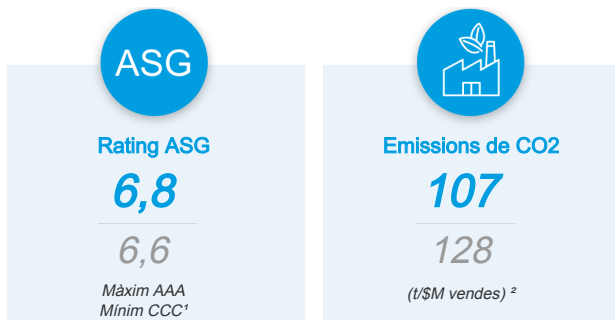 ASG
Rating ASG
6,8
6,6
Màxim AAA
Mínim CCC¹
Emissions de CO2
107
128
(t/$M vendes) ²